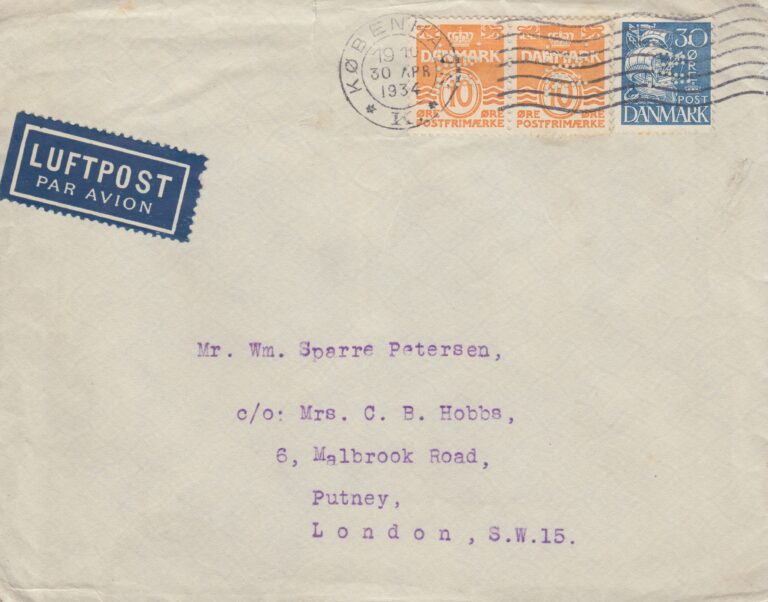 KØBENHAVN
30 APR
1934
K.
DANMARK
10
ØRE ØRE
POSTFRIMÆRKE
DANMARK
10
ØRE ØRE
POSTFRIMÆRKE
30
ØRE
POST
DANMARK
LUFTPOST
PAR AVION
Mr. Wm. Sparre Petersen,
c/o: Mrs. C. B. Hobbs,
6, Malbrook Road,
Putney,
London, S.W.15.